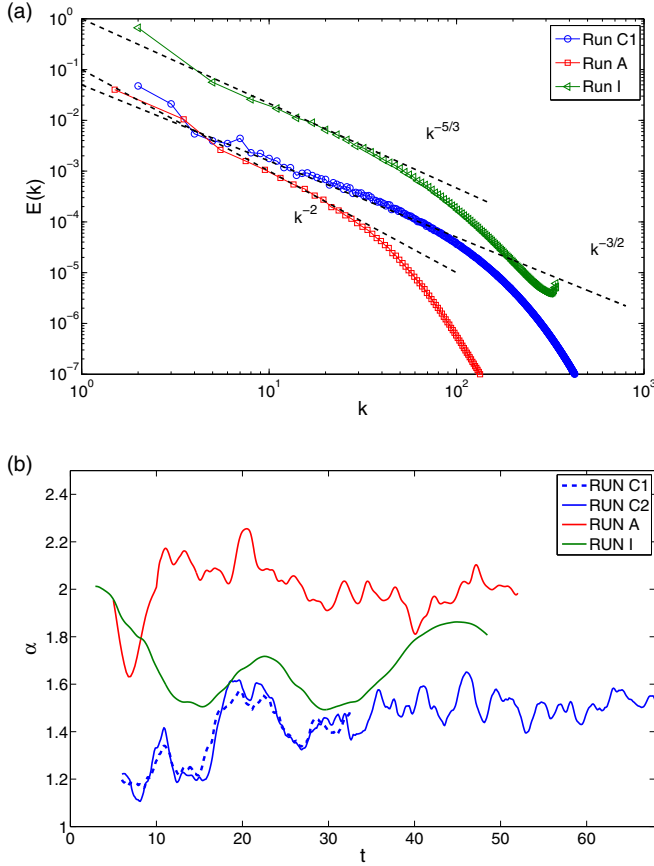 (a)
10^0
10^-1
10^-2
10^-3
10^-4
10^-5
10^-6
10^-7
E(k)
Run C1
Run A
Run I
k^-5/3
k^-2
k^-3/2
10^0 10^1 10^2 10^3
k
(b)
2.4
2.2
2
1.8
1.6
1.4
1.2
1
α
RUN C1
RUN C2
RUN A
RUN I
0 10 20 30 40 50 60
t